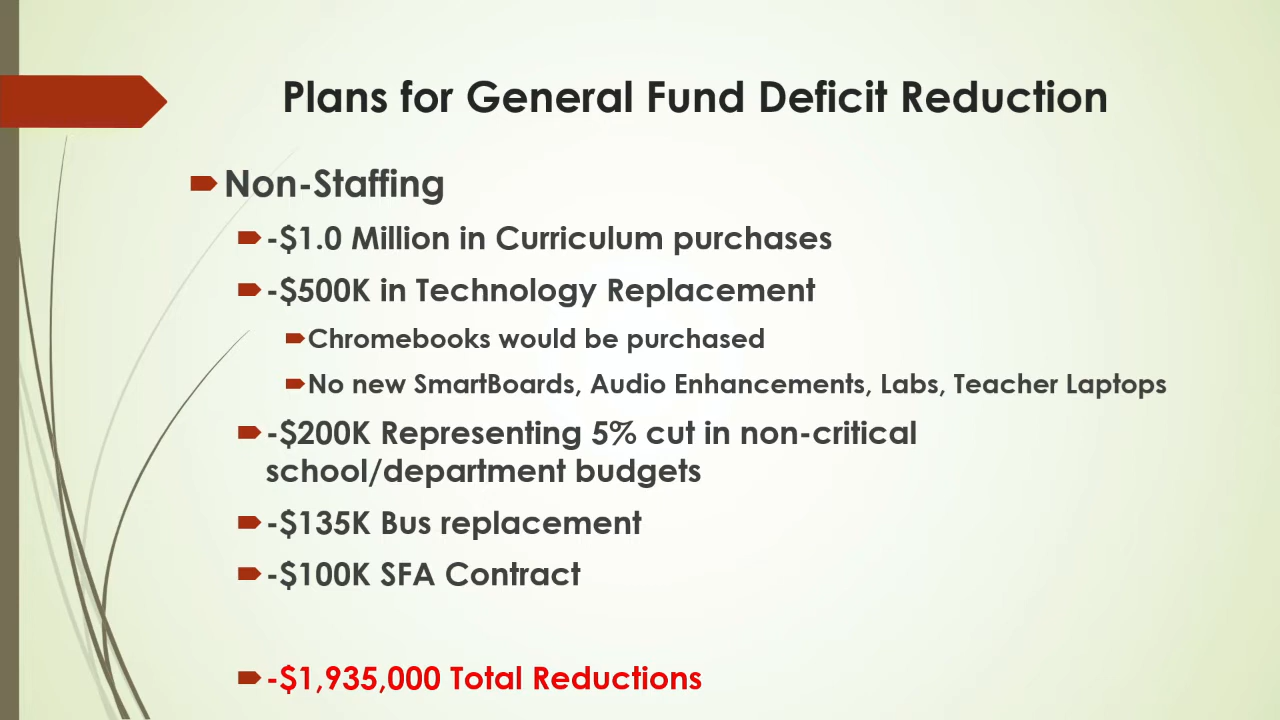 Plans for General Fund Deficit Reduction
Non-Staffing
-$1.0 Million in Curriculum purchases
-$500K in Technology Replacement
Chromebooks would be purchased
No new SmartBoards, Audio Enhancements, Labs, Teacher Laptops
-$200K Representing 5% cut in non-critical
school/department budgets
-$135K Bus replacement
-$100K SFA Contract
-$1,935,000 Total Reductions